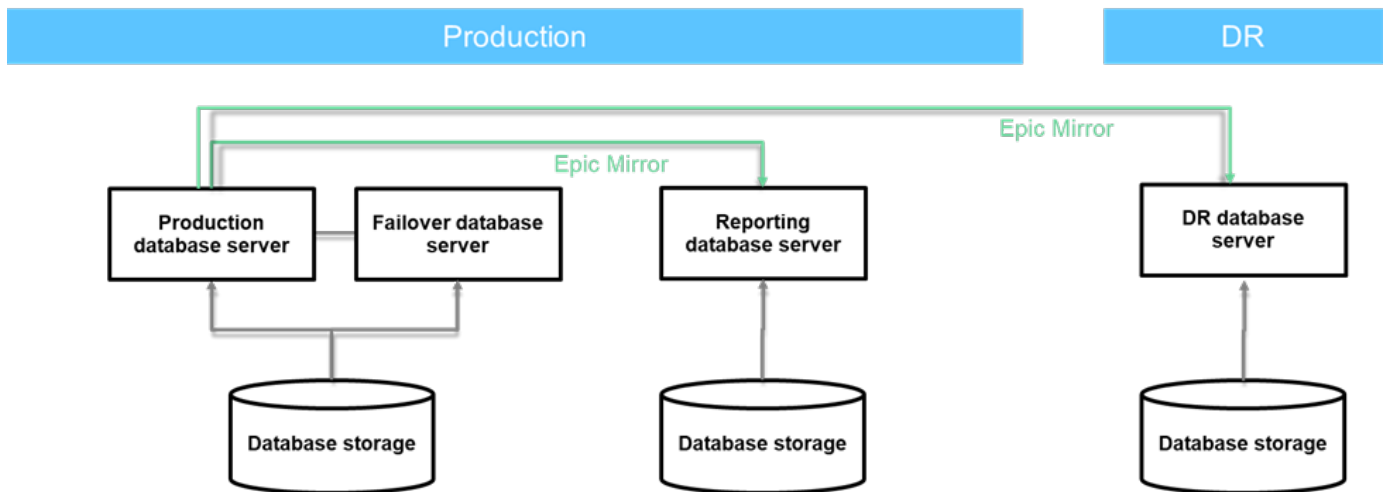 Production
DR
Epic Mirror
Epic Mirror
Production
database server
Failover database
server
Reporting
database server
DR database
server
Database storage
Database storage
Database storage